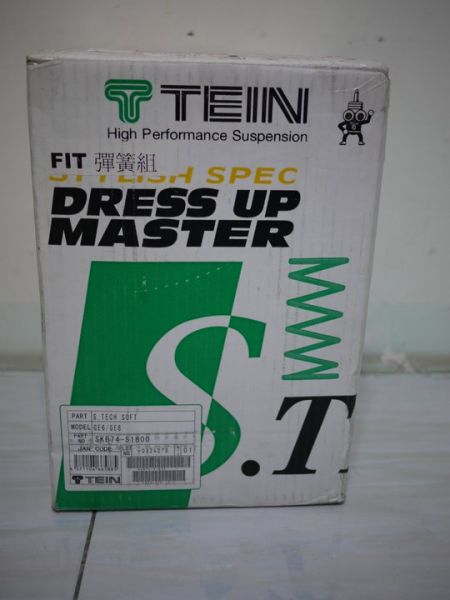 TEIN
High Performance Suspension
FIT 彈簧組
STYLISH SPEC
DRESS UP
MASTER
S.T
PART S.TECH SOFT
MODEL GE6/GE8
PART NO SKB74-S1B00
JAN CODE
01
TEIN